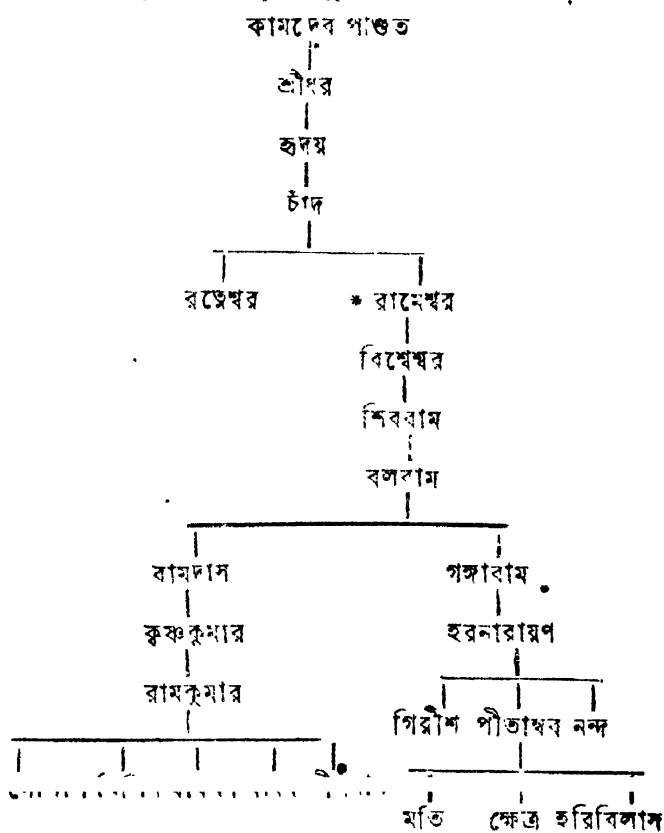 কামদেব পণ্ডিত
শ্রীধর
হৃদয়
চাঁদ
রত্নেশ্বর * রামেশ্বর
বিশ্বেশ্বর
শিবরাম
বলরাম
রামদাস গঙ্গারাম
কৃষ্ণকুমার হরনারায়ণ
রামকুমার
গিরীশ পীতাম্বর নন্দ
মতি ক্ষেত্র হরিবিলাস